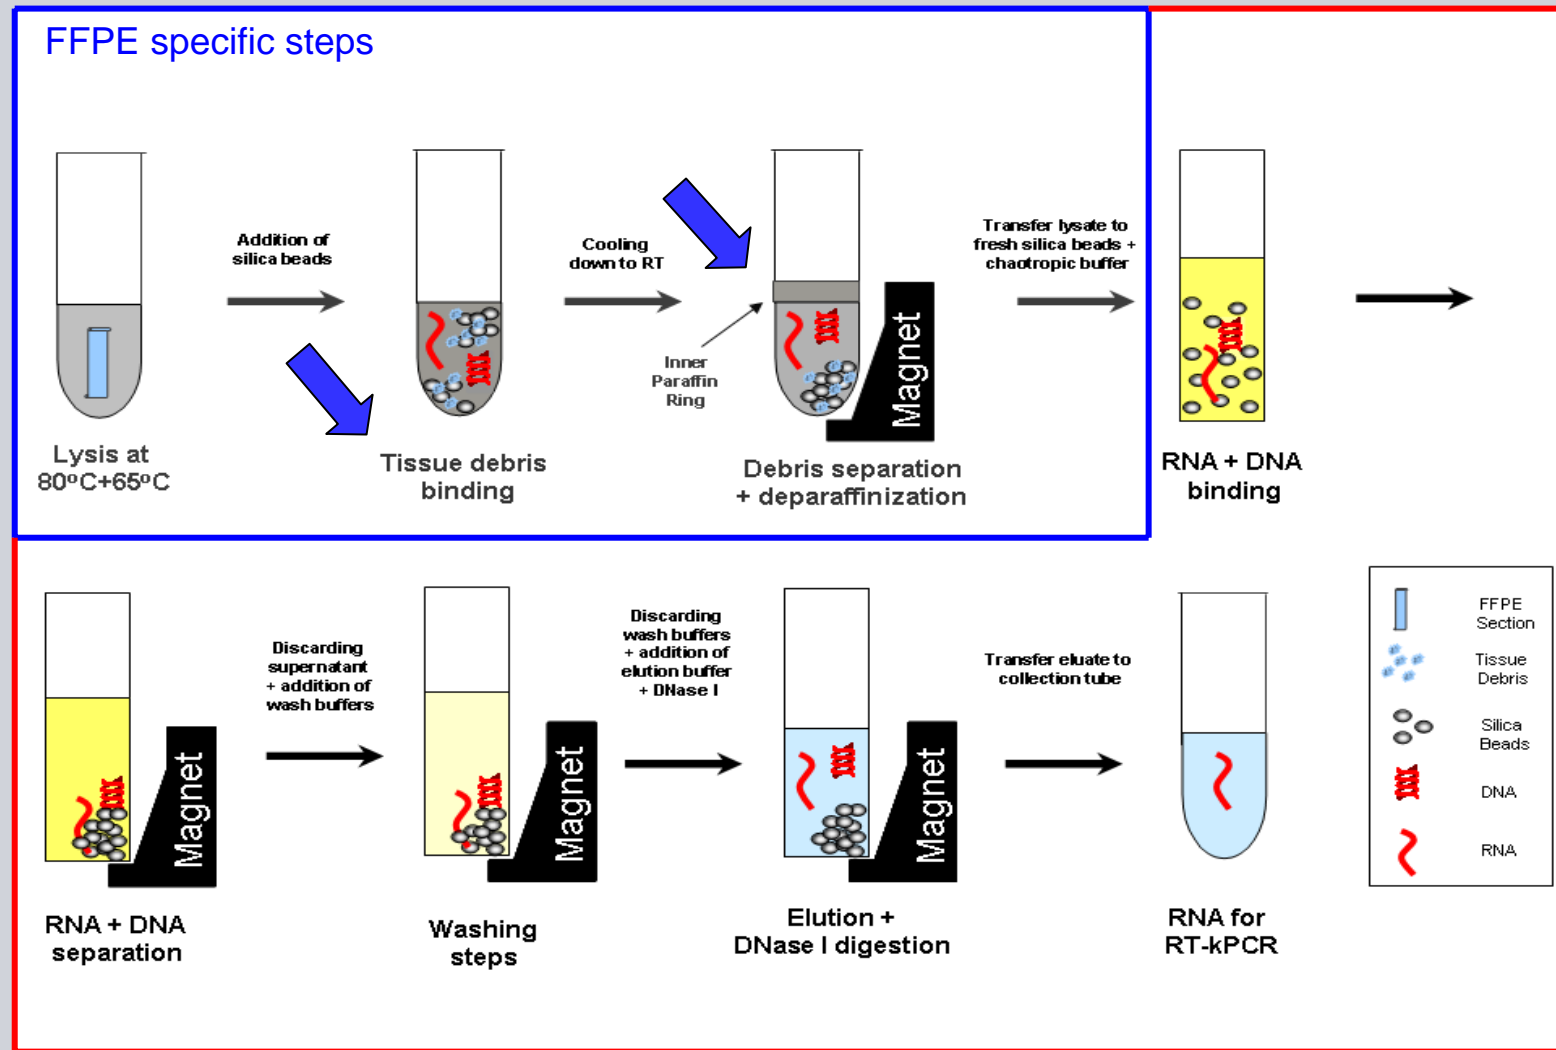 FFPE specific steps
Addition of
silica beads
Cooling
down to RT
Transfer lysate to
fresh silica beads +
chaotropic buffer
Inner
Paraffin
Ring
Magnet
Lysis at
80ºC+65ºC
Tissue debris
binding
Debris separation
+ deparaffinization
RNA + DNA
binding
Discarding
supernatant
+ addition of
wash buffers
Discarding
wash buffers
+ addition of
elution buffer
+ DNase I
Transfer eluate to
collection tube
Magnet
Magnet
Magnet
RNA + DNA
separation
Washing
steps
Elution +
DNase I digestion
RNA for
RT-kPCR
FFPE
Section
Tissue
Debris
Silica
Beads
DNA
RNA